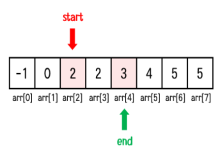 start
-1 0 2 2 3 4 5 5
arr[0] arr[1] arr[2] arr[3] arr[4] arr[5] arr[6] arr[7]
end